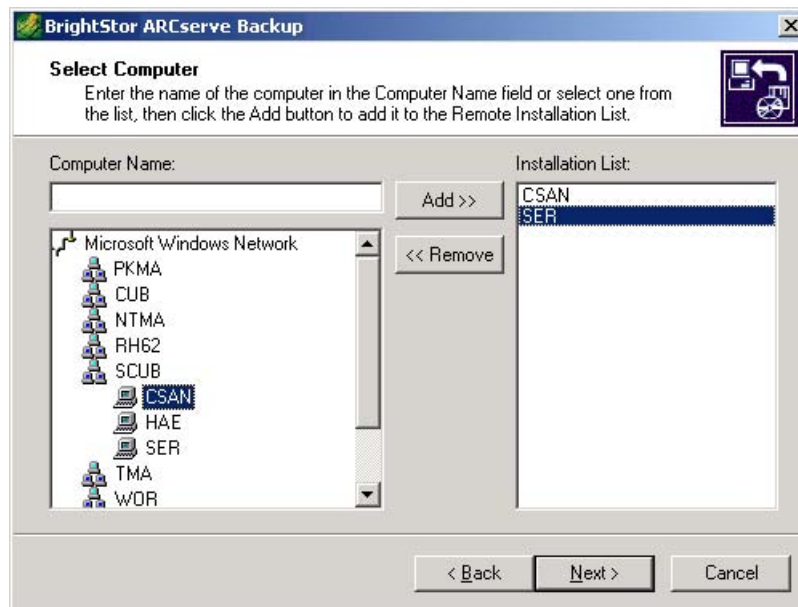 BrightStor ARCserve Backup
Select Computer
Enter the name of the computer in the Computer Name field or select one from
the list, then click the Add button to add it to the Remote Installation List.
Computer Name:
Installation List:
Add >>
<< Remove
Microsoft Windows Network
PKMA
CUB
NTMA
RH62
SCUB
CSAN
HAE
SER
TMA
WOR
CSAN
SER
< Back
Next >
Cancel